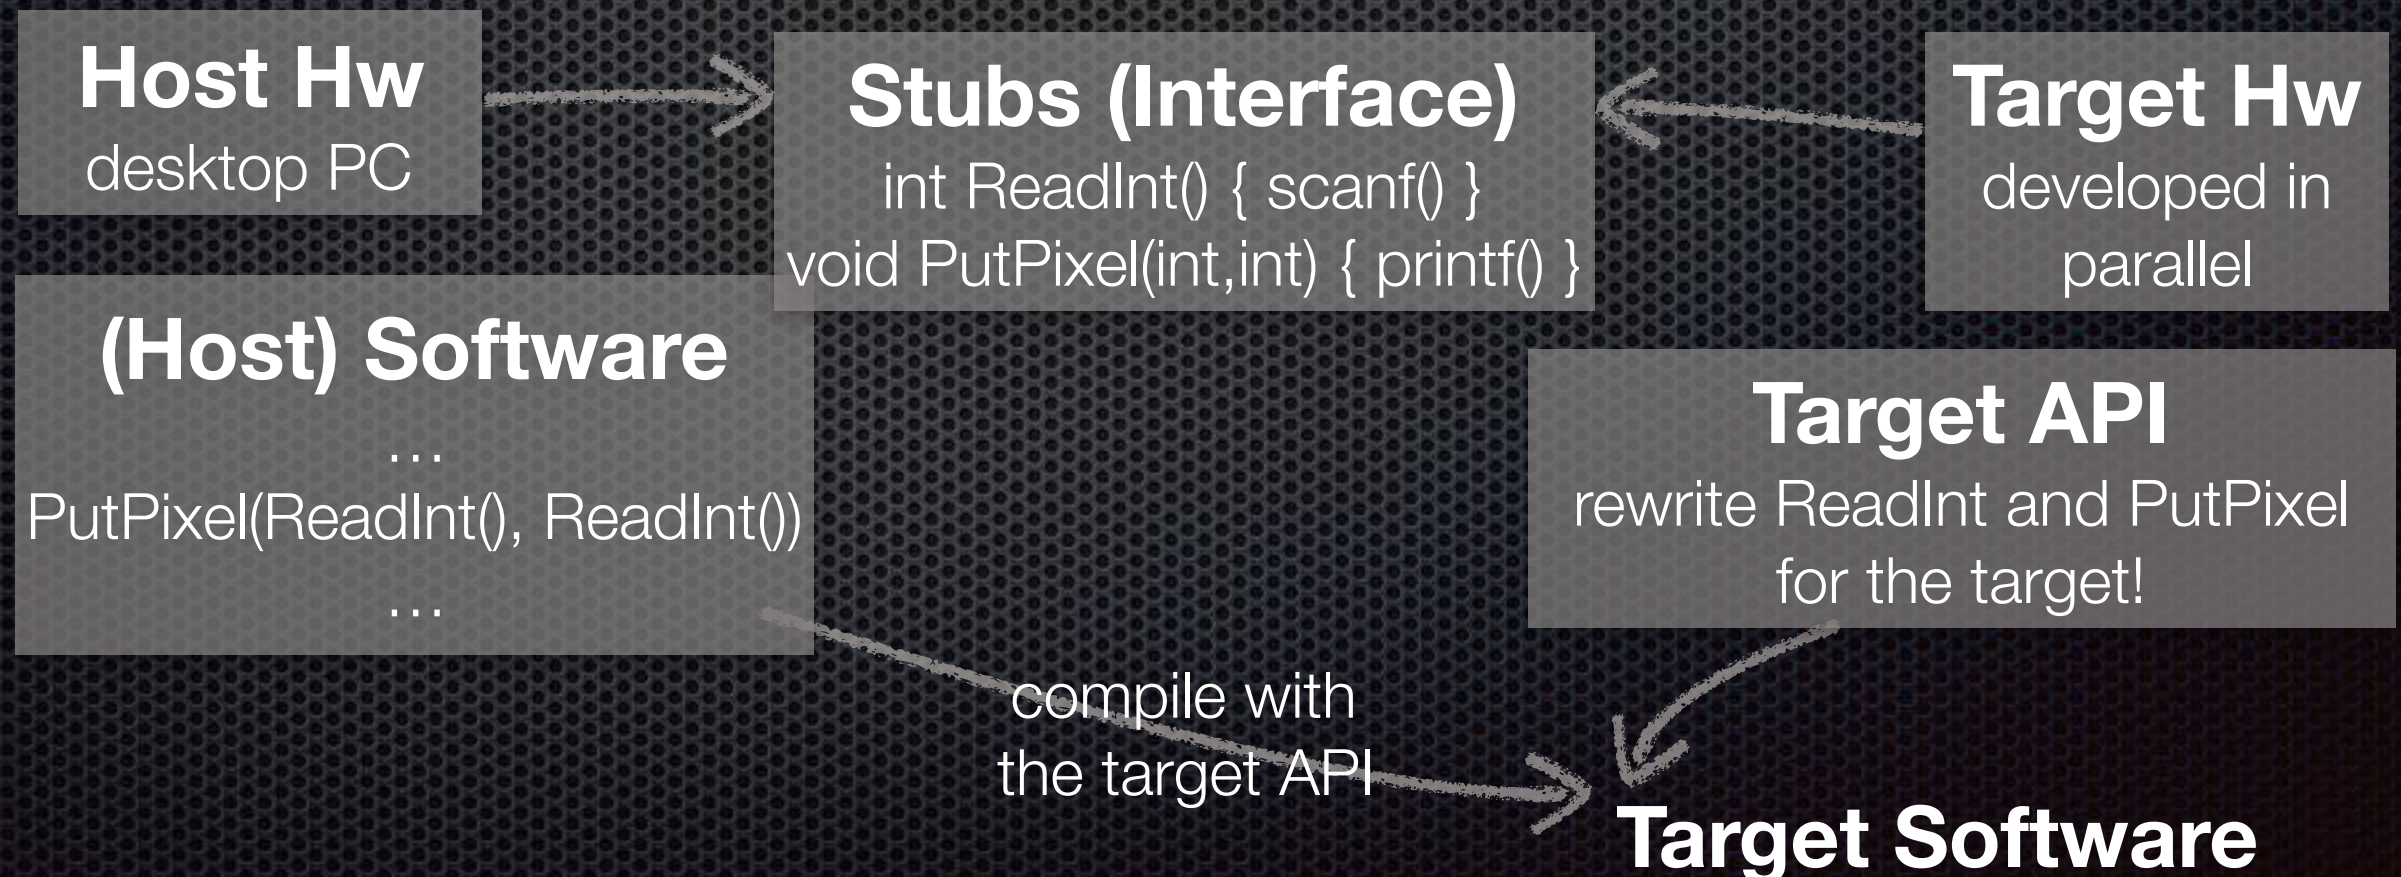 Host Hw
desktop PC
Stubs (Interface)
int ReadInt() { scanf() }
void PutPixel(int,int) { printf() }
Target Hw
developed in
parallel
(Host) Software
…
PutPixel(ReadInt(), ReadInt())
…
Target API
rewrite ReadInt and PutPixel
for the target!
compile with
the target API
Target Software